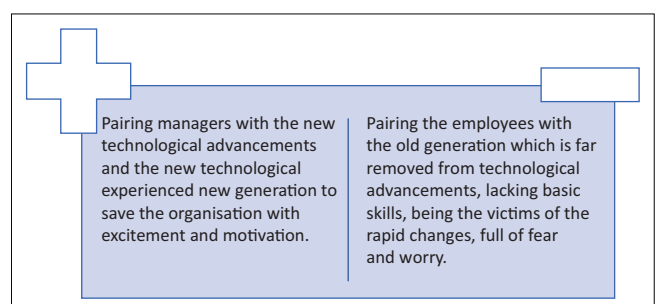 Pairing managers with the new
technological advancements
and the new technological
experienced new generation to
save the organisation with
excitement and motivation.
Pairing the employees with
the old generation which is far
removed from technological
advancements, lacking basic
skills, being the victims of the
rapid changes, full of fear
and worry.